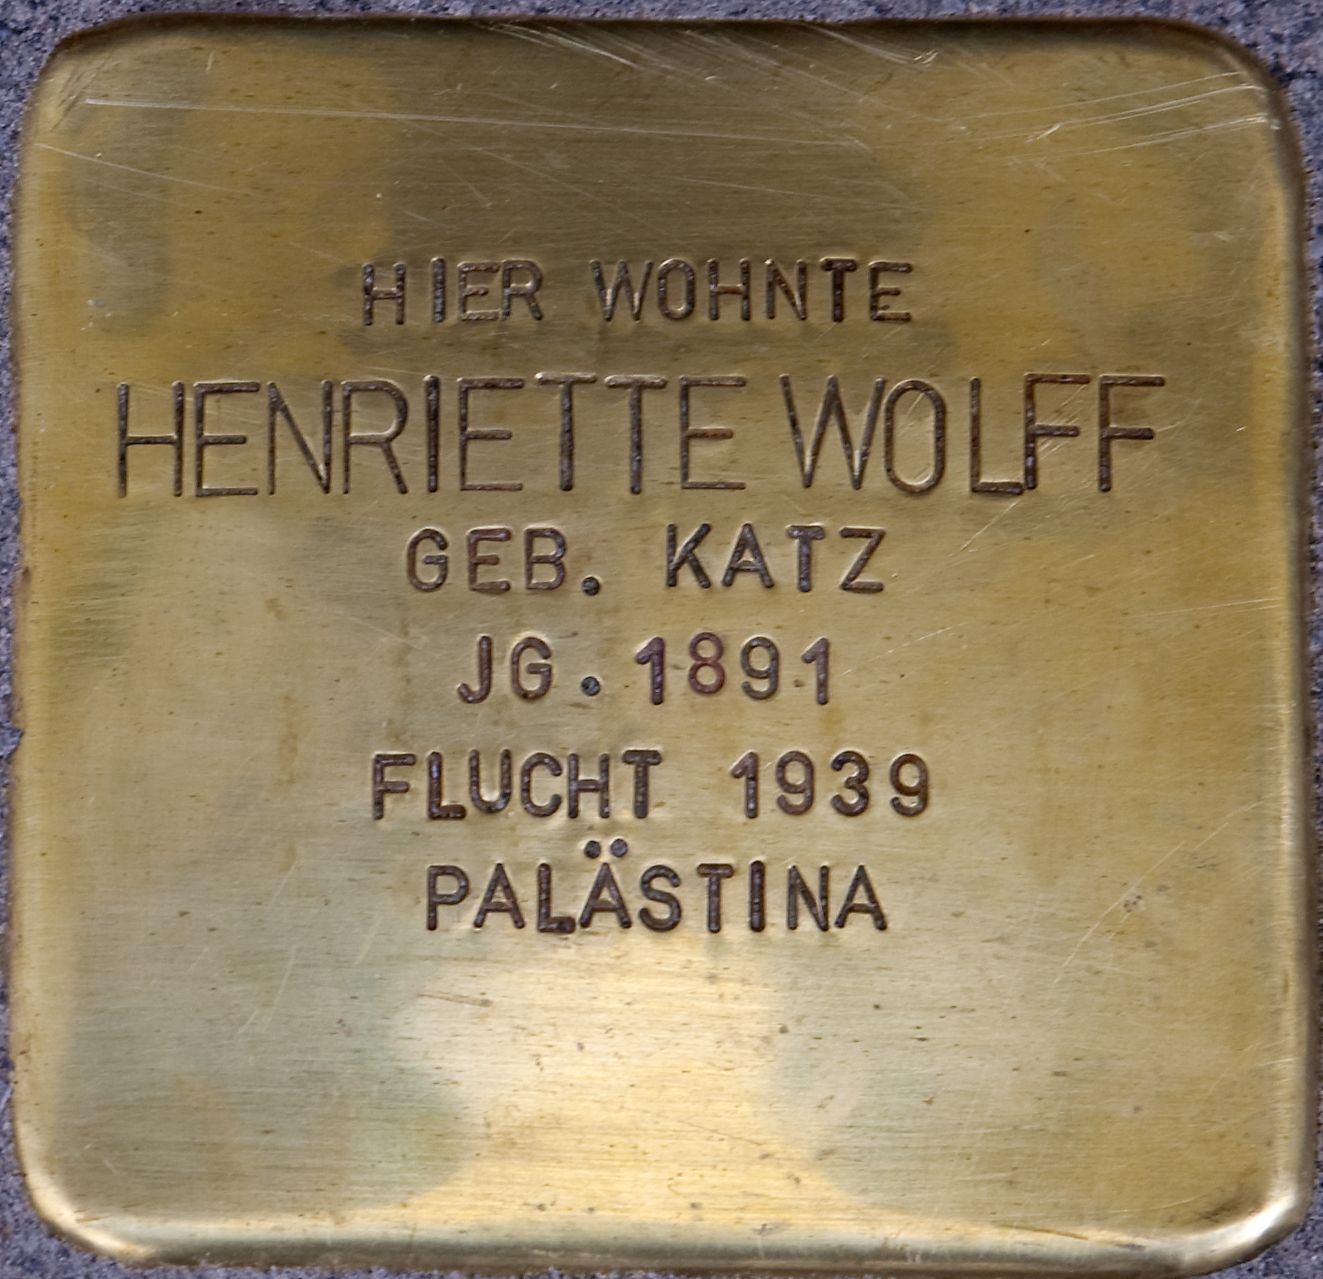 HIER WOHNTE
HENRIETTE WOLFF
GEB. KATZ
JG. 1891
FLUCHT 1939
PALÄSTINA